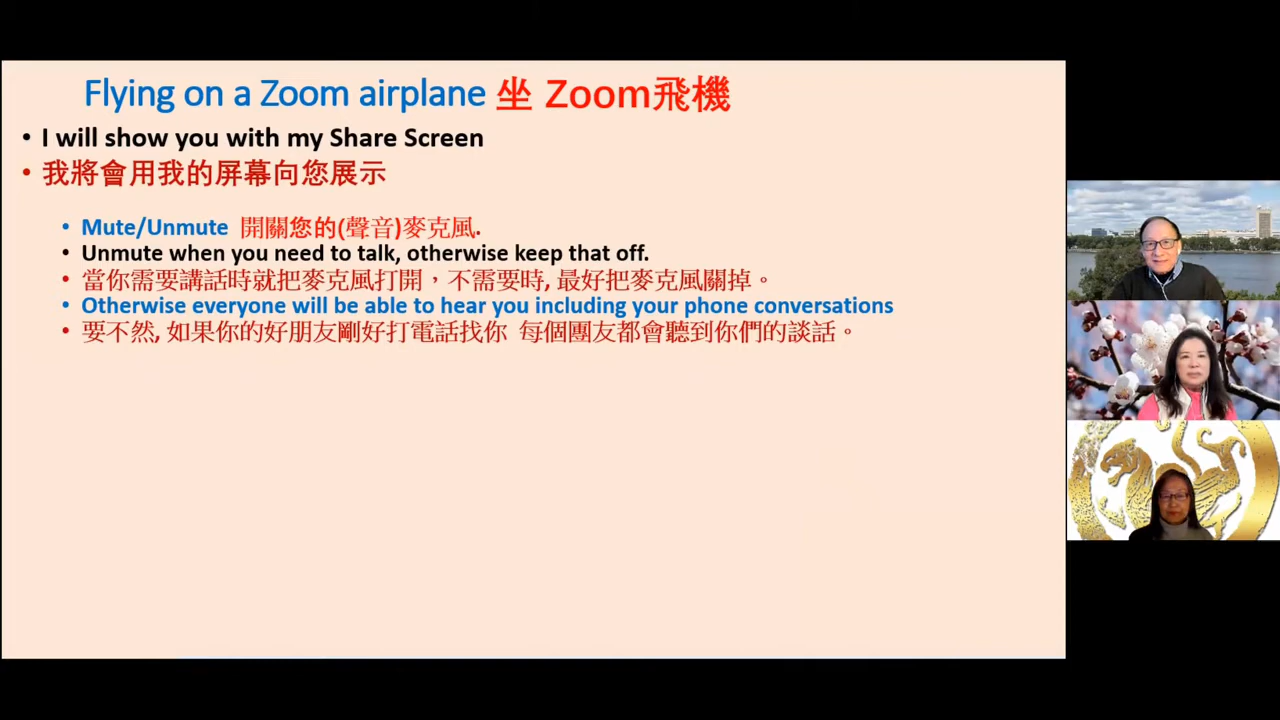 Flying on a Zoom airplane 坐 Zoom飛機
• I will show you with my Share Screen
• 我將會用我的屏幕向您展示
• Mute/Unmute 開關您的(聲音)麥克風.
• Unmute when you need to talk, otherwise keep that off.
• 當你需要講話時就把麥克風打開，不需要時, 最好把麥克風關掉。
• Otherwise everyone will be able to hear you including your phone conversations
• 要不然, 如果你的好朋友剛好打電話找你 每個團友都會聽到你們的談話。